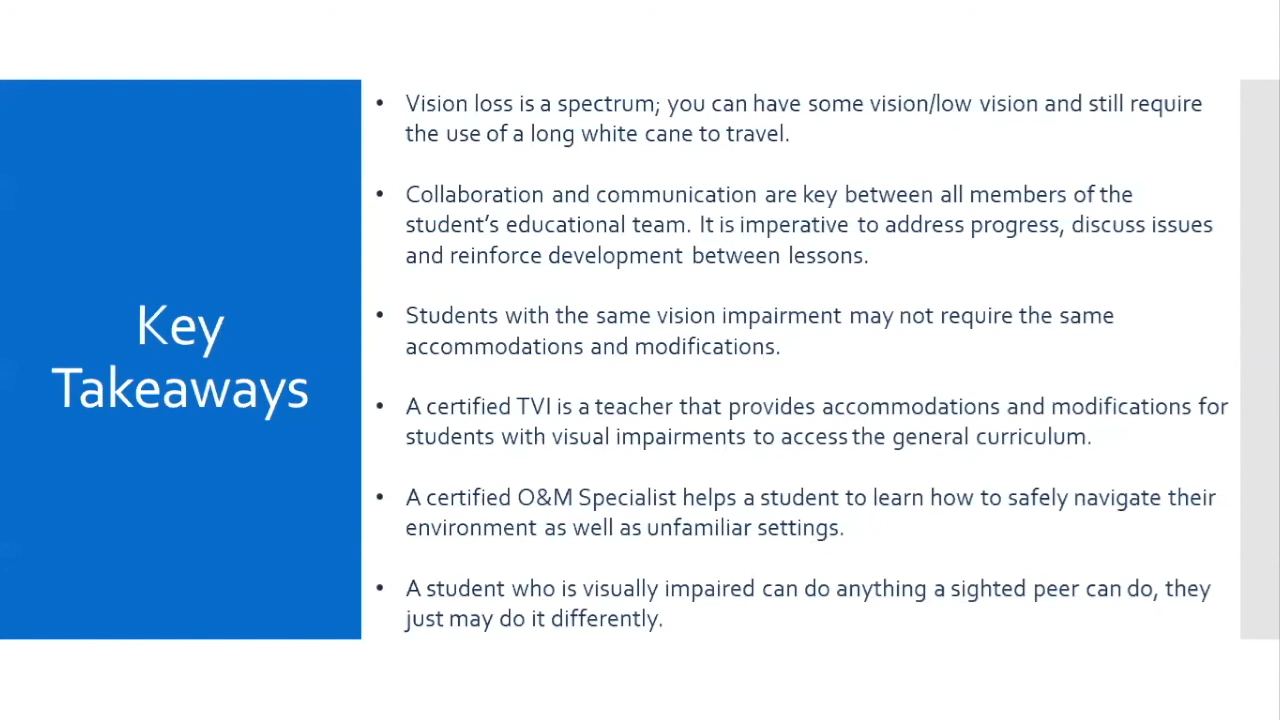 Key
Takeaways
• Vision loss is a spectrum; you can have some vision/low vision and still require
the use of a long white cane to travel.
• Collaboration and communication are key between all members of the
student’s educational team. It is imperative to address progress, discuss issues
and reinforce development between lessons.
• Students with the same vision impairment may not require the same
accommodations and modifications.
• A certified TVI is a teacher that provides accommodations and modifications for
students with visual impairments to access the general curriculum.
• A certified O&M Specialist helps a student to learn how to safely navigate their
environment as well as unfamiliar settings.
• A student who is visually impaired can do anything a sighted peer can do, they
just may do it differently.